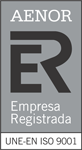 AENOR
ER
Empresa
Registrada
UNE-EN ISO 9001